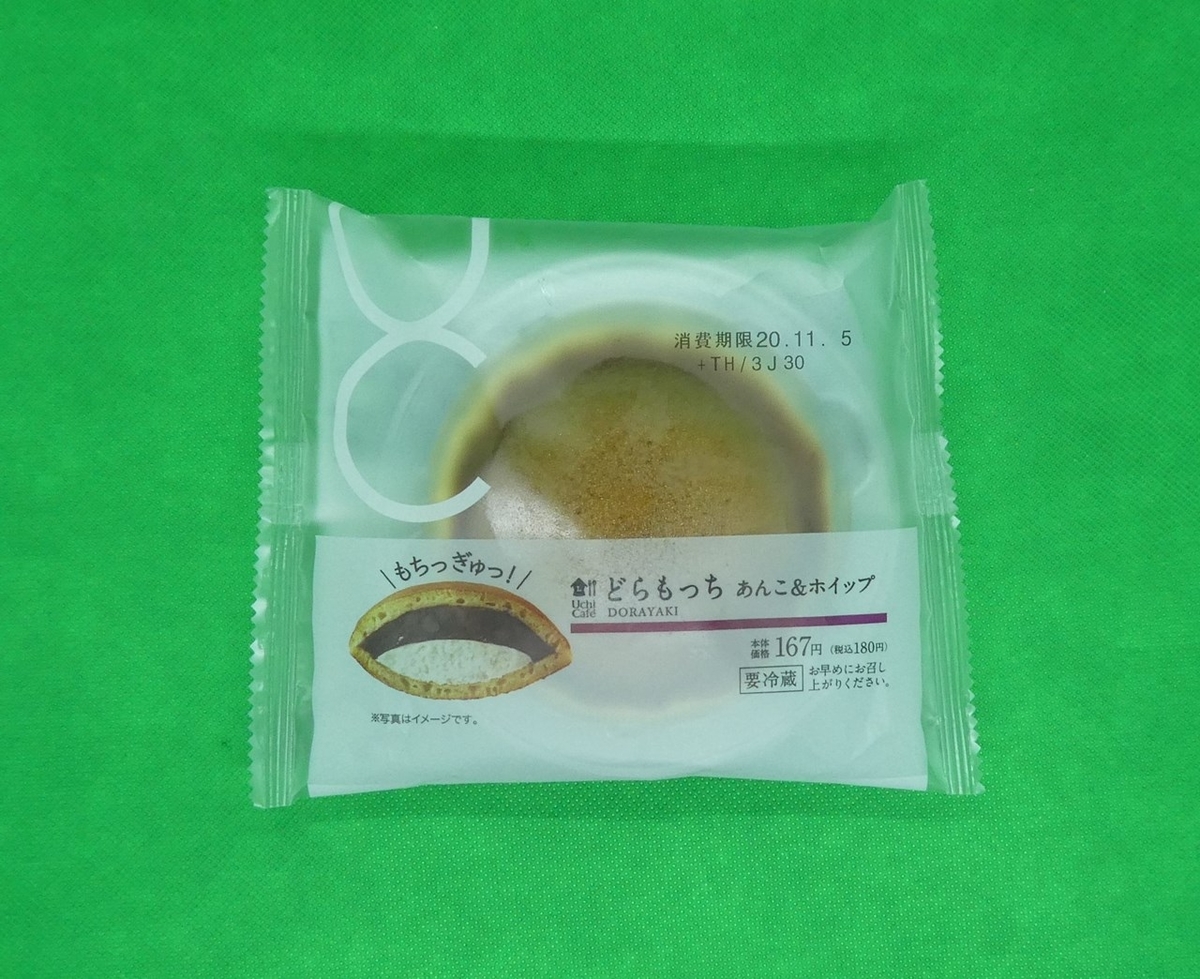 消費期限20.11. 5
+TH/3J30
\もちっぎゅっ!/
Uchi Café
どらもっち あんこ&ホイップ
DORAYAKI
本体価格 167円 (税込180円)
要冷蔵 お早めにお召し
上がりください。
※写真はイメージです。